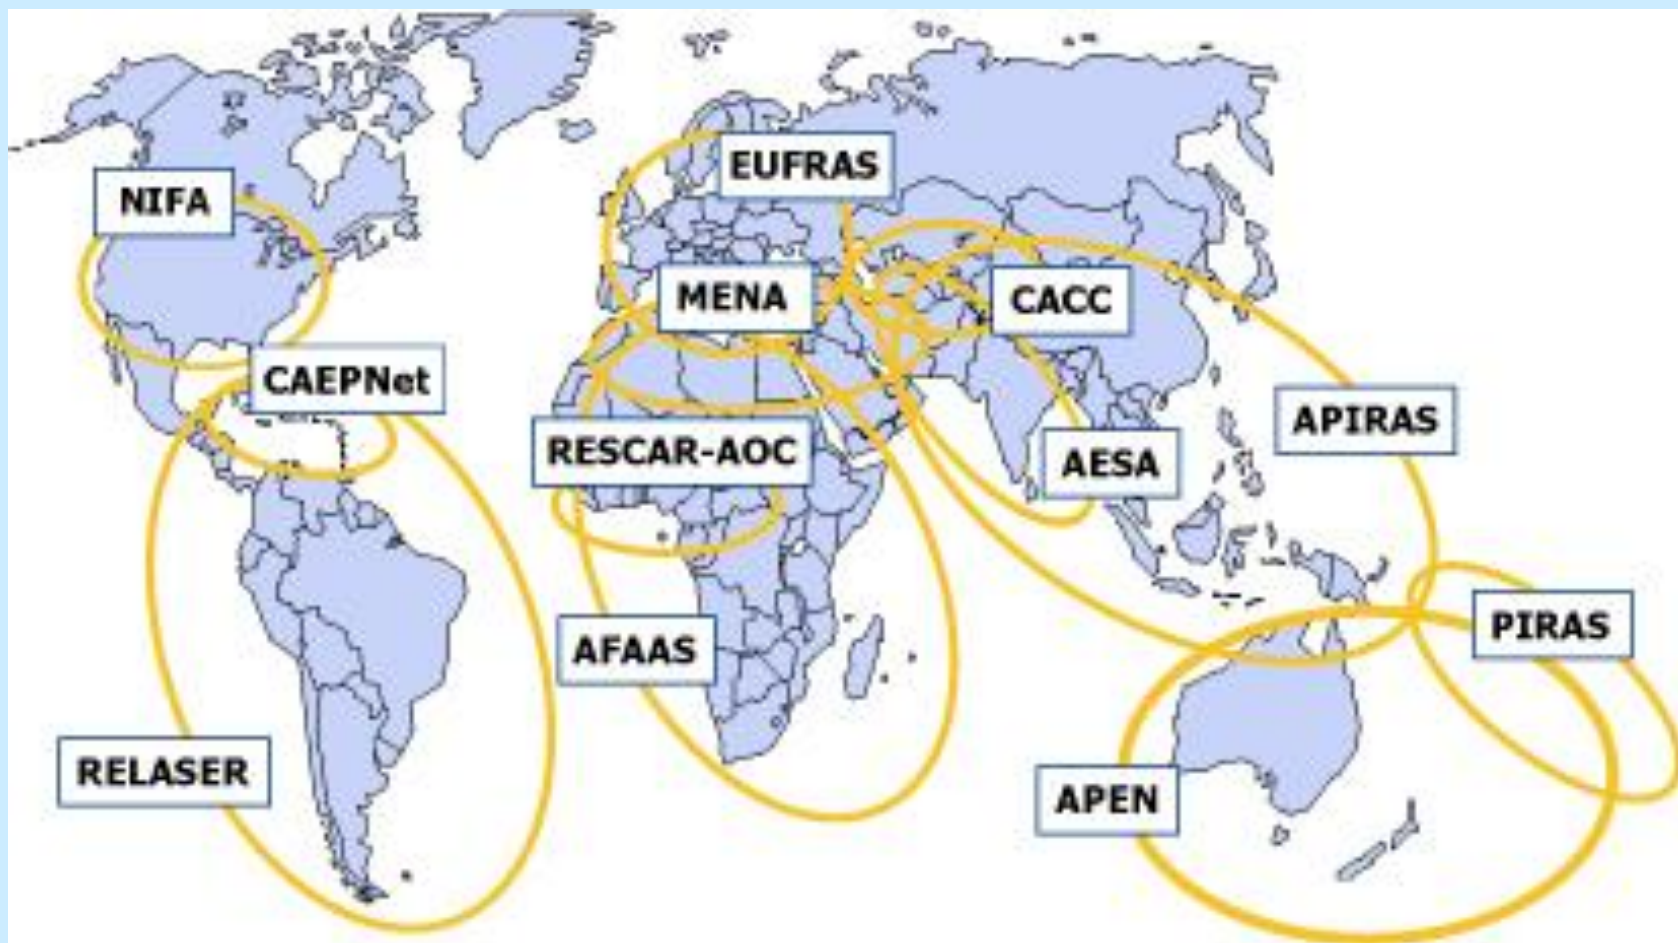 EUFRAS
NIFA
MENA
CACC
CAEPNet
APIRAS
RESCAR-AOC
AESA
PIRAS
AFAAS
RELASER
APEN